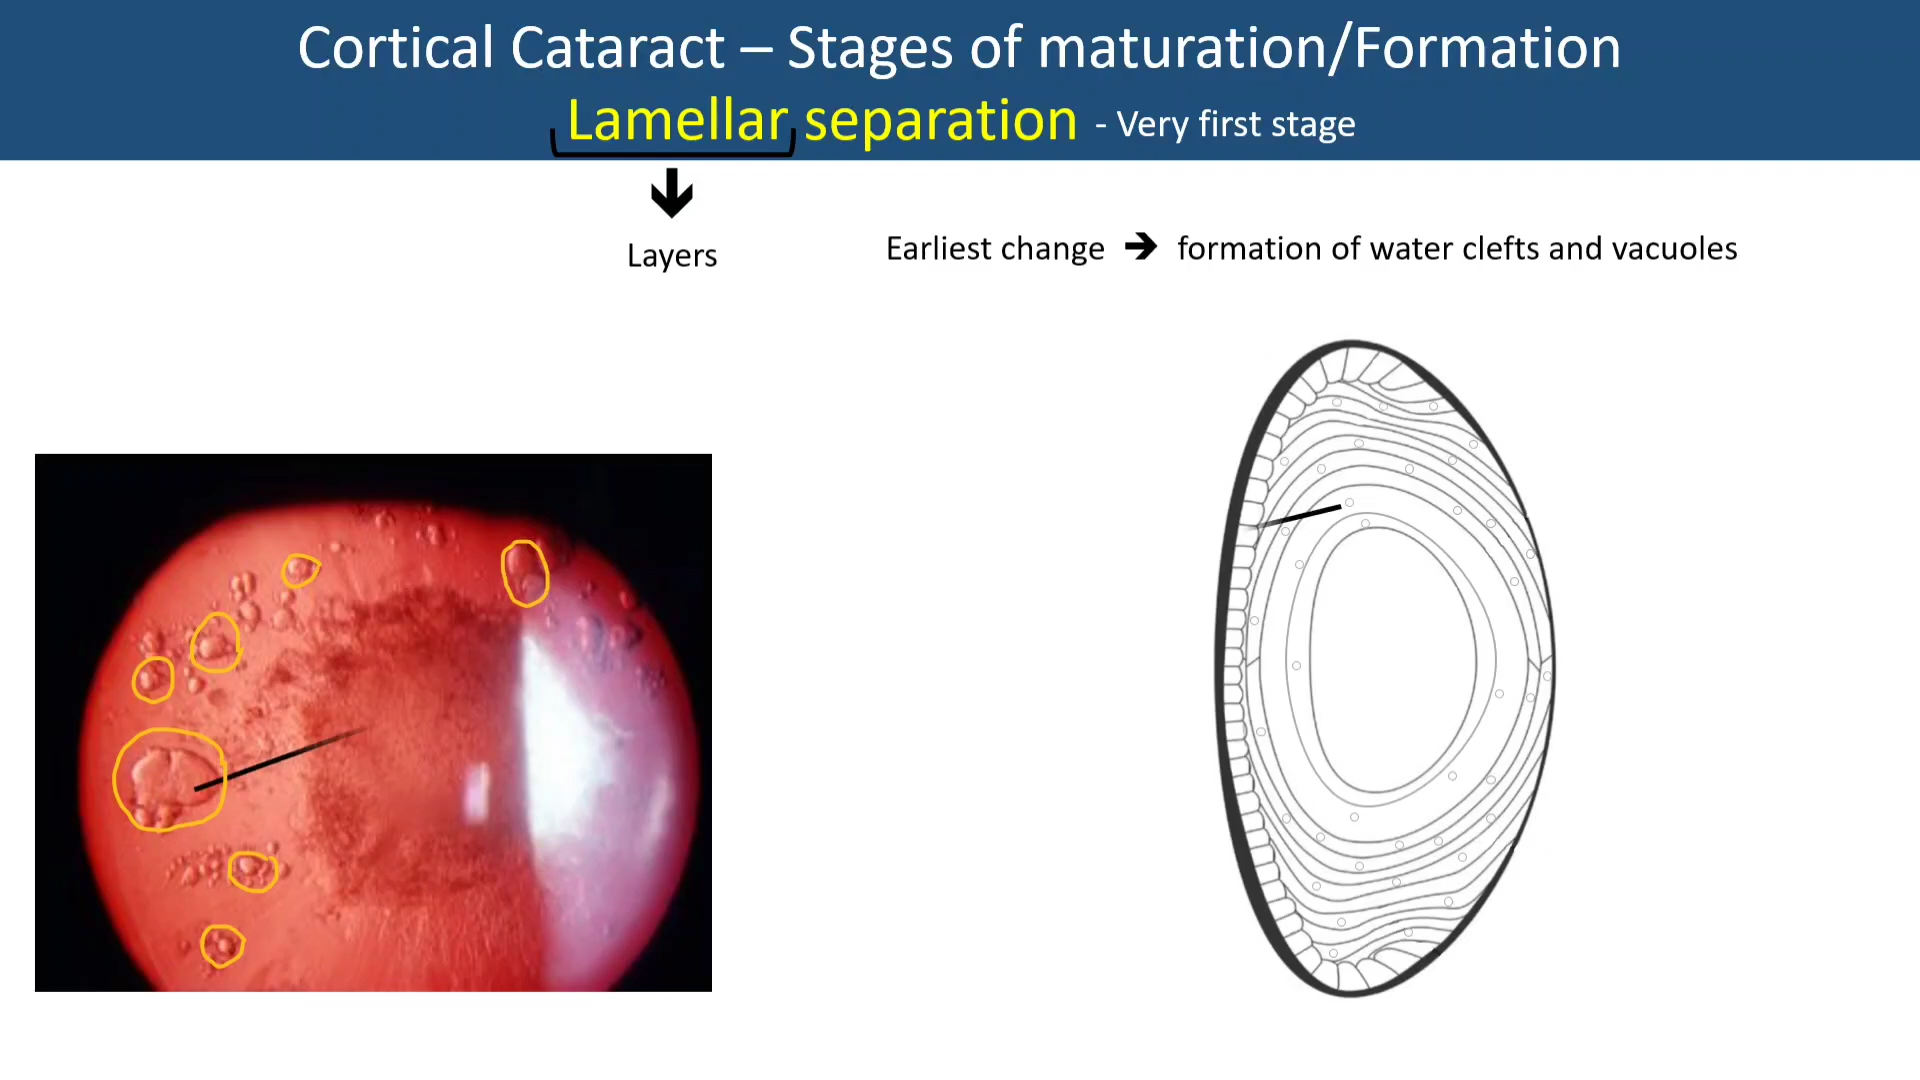 Cortical Cataract – Stages of maturation/Formation
Lamellar separation - Very first stage
Layers
Earliest change → formation of water clefts and vacuoles